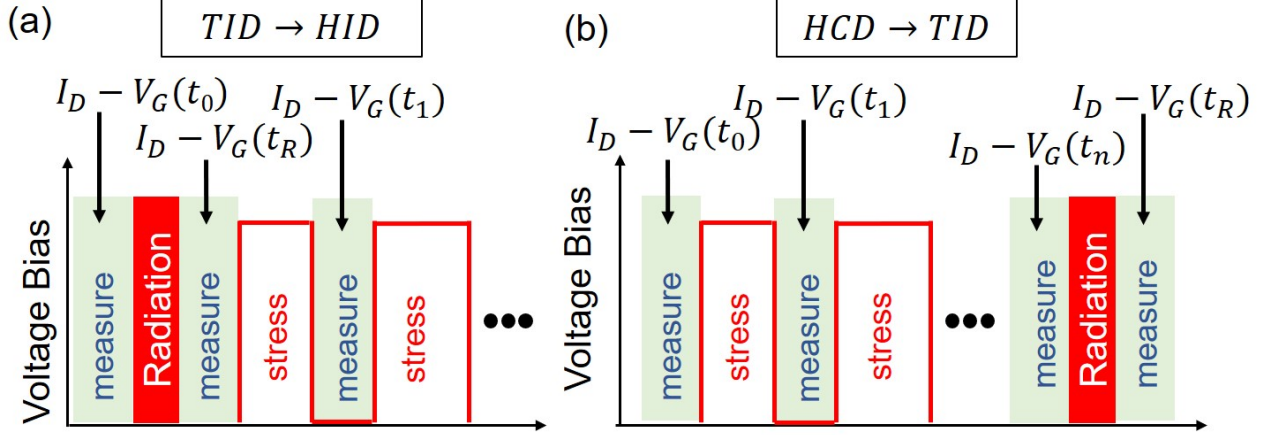 (a)
TID → HID
I_D − V_G(t_0)
I_D − V_G(t_R)
I_D − V_G(t_1)
Voltage Bias
measure
Radiation
measure
stress
measure
stress
•••
(b)
HCD → TID
I_D − V_G(t_0)
I_D − V_G(t_1)
I_D − V_G(t_n)
I_D − V_G(t_R)
Voltage Bias
measure
stress
measure
stress
•••
measure
Radiation
measure